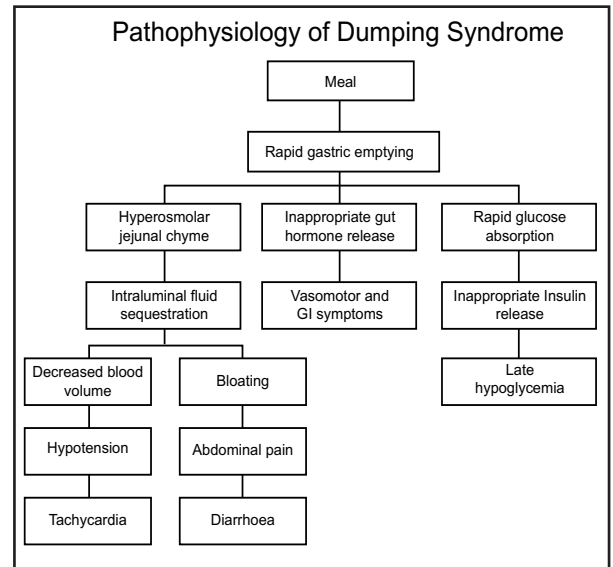 Pathophysiology of Dumping Syndrome
Meal
Rapid gastric emptying
Hyperosmolar
jejunal chyme
Inappropriate gut
hormone release
Rapid glucose
absorption
Intraluminal fluid
sequestration
Vasomotor and
GI symptoms
Inappropriate Insulin
release
Decreased blood
volume
Bloating
Late
hypoglycemia
Hypotension
Abdominal pain
Tachycardia
Diarrhoea